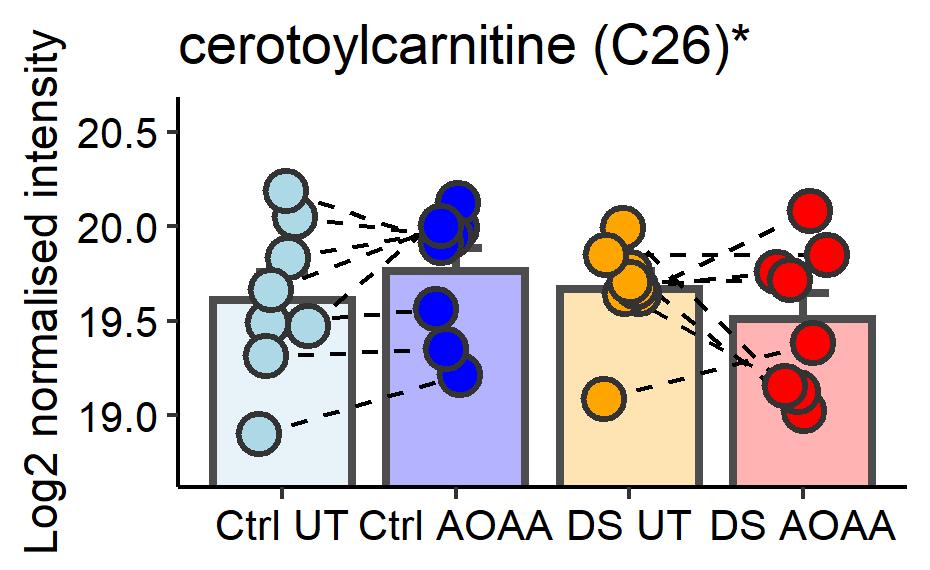 cerotoylcarnitine (C26)*
Log2 normalised intensity
20.5
20.0
19.5
19.0
Ctrl UT Ctrl AOAA DS UT DS AOAA